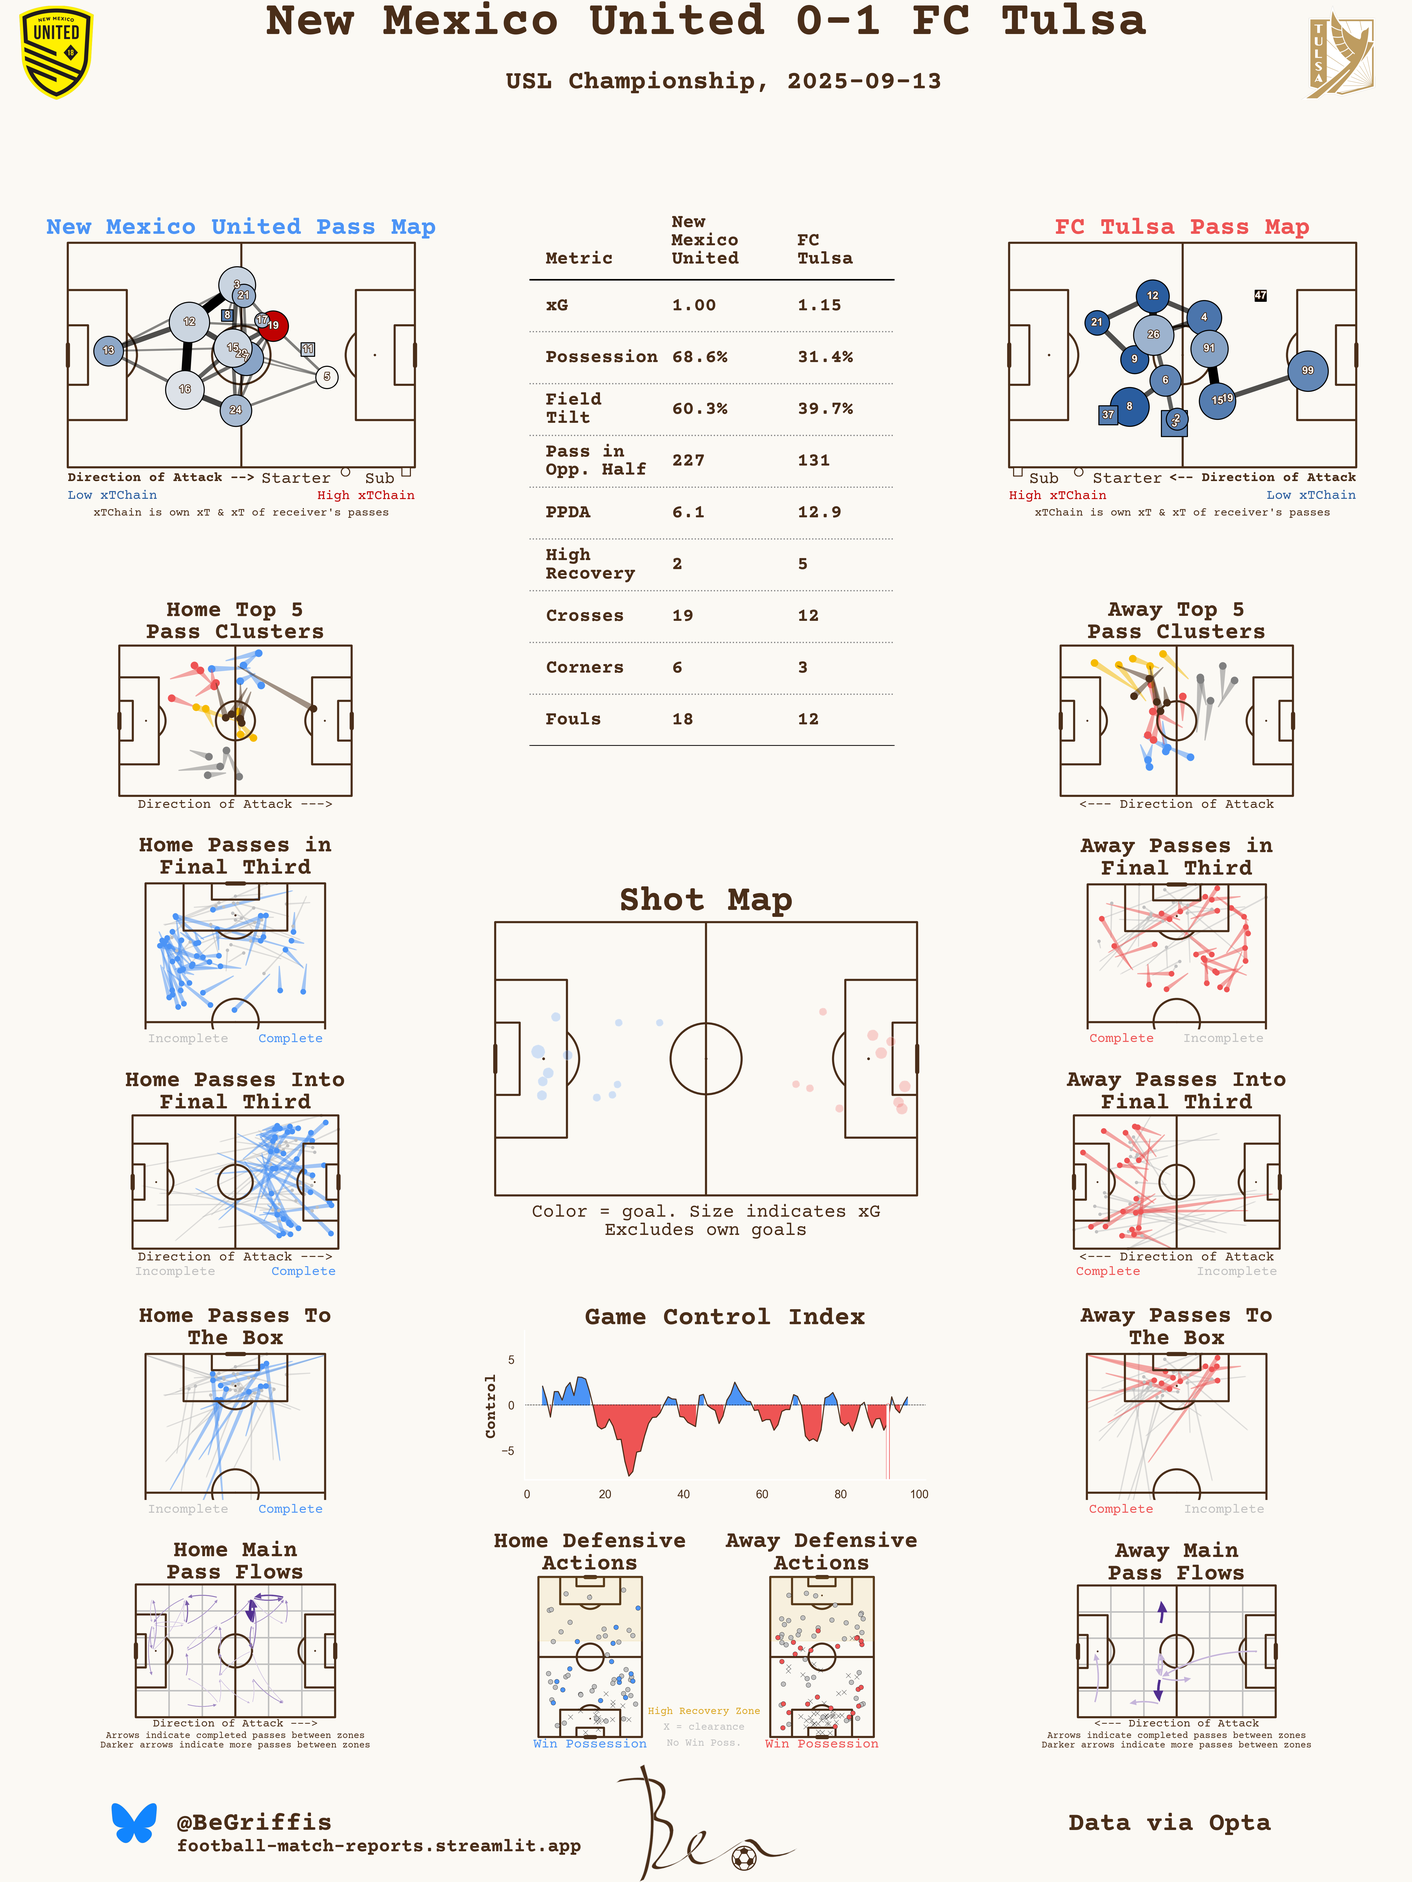 New Mexico United 0-1 FC Tulsa
USL Championship, 2025-09-13
NEW MEXICO
UNITED
18
TULSA
New Mexico United Pass Map
3
21
8
17
19
12
15
13
11
5
16
24
Direction of Attack --> Starter Sub
Low xTChain High xTChain
xTChain is own xT & xT of receiver's passes
Metric New Mexico United FC Tulsa
xG 1.00 1.15
Possession 68.6% 31.4%
Field Tilt 60.3% 39.7%
Pass in Opp. Half 227 131
PPDA 6.1 12.9
High Recovery 2 5
Crosses 19 12
Corners 6 3
Fouls 18 12
FC Tulsa Pass Map
12
47
21
4
26
91
9
99
6
15
19
8
37
2
Sub Starter <-- Direction of Attack
High xTChain Low xTChain
xTChain is own xT & xT of receiver's passes
Home Top 5
Pass Clusters
Direction of Attack --->
Away Top 5
Pass Clusters
<--- Direction of Attack
Home Passes in
Final Third
Incomplete Complete
Shot Map
Color = goal. Size indicates xG
Excludes own goals
Away Passes in
Final Third
Complete Incomplete
Home Passes Into
Final Third
Direction of Attack --->
Incomplete Complete
Away Passes Into
Final Third
<--- Direction of Attack
Complete Incomplete
Home Passes To
The Box
Incomplete Complete
Game Control Index
Control
5
0
−5
0 20 40 60 80 100
Away Passes To
The Box
Complete Incomplete
Home Main
Pass Flows
Direction of Attack --->
Arrows indicate completed passes between zones
Darker arrows indicate more passes between zones
Home Defensive
Actions
Win Possession
High Recovery Zone
X = clearance
No Win Poss.
Away Defensive
Actions
Win Possession
Away Main
Pass Flows
<--- Direction of Attack
Arrows indicate completed passes between zones
Darker arrows indicate more passes between zones
@BeGriffis
football-match-reports.streamlit.app
Ben
Data via Opta